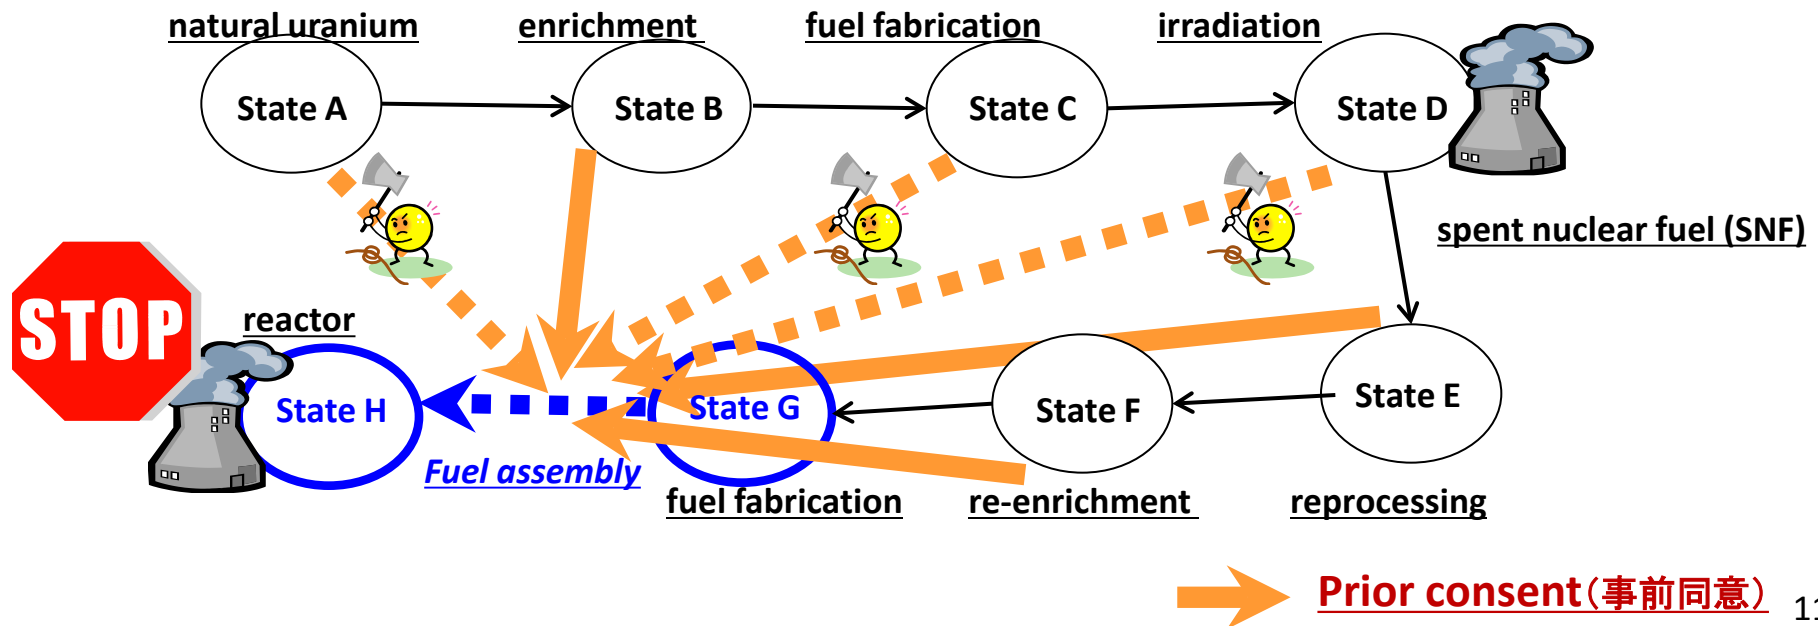 natural uranium
enrichment
fuel fabrication
irradiation
State A
State B
State C
State D
spent nuclear fuel (SNF)
STOP
reactor
State H
State G
State F
State E
Fuel assembly
fuel fabrication
re-enrichment
reprocessing
Prior consent(事前同意)
11